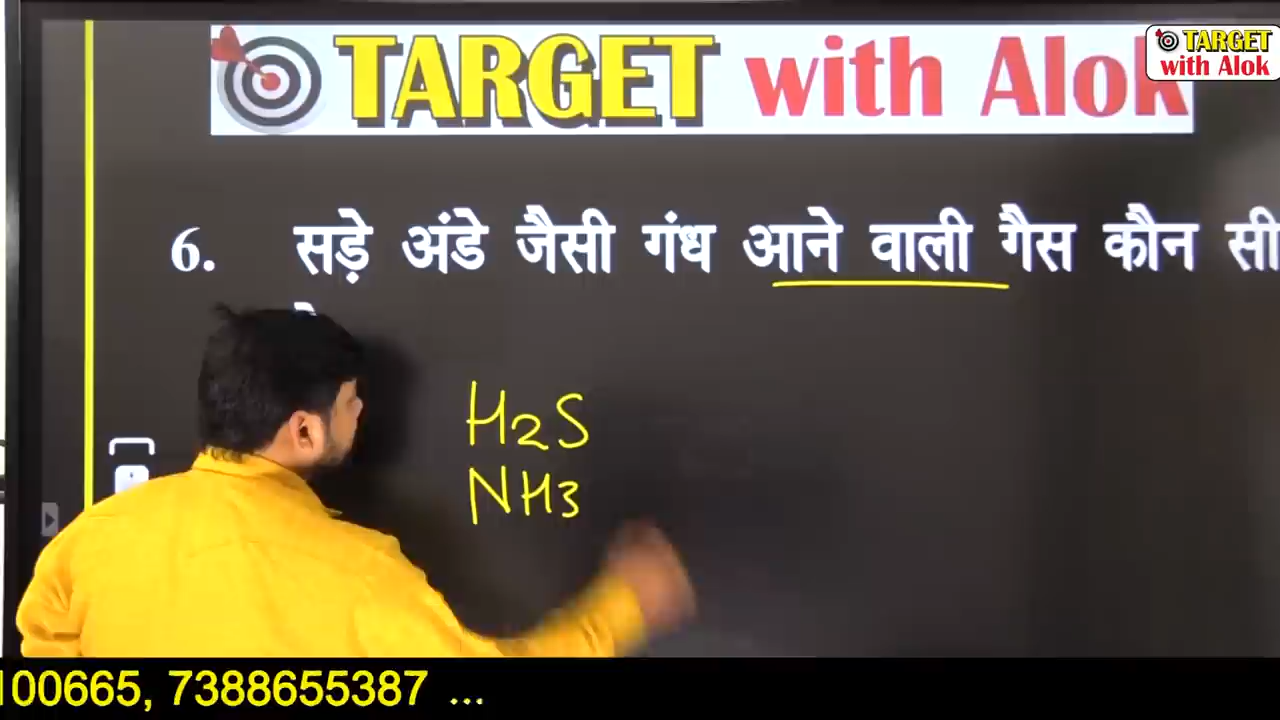 TARGET with Alok
TARGET
with Alok
6. सड़े अंडे जैसी गंध आने वाली गैस कौन सी
H2S
NH3
100665, 7388655387 ...